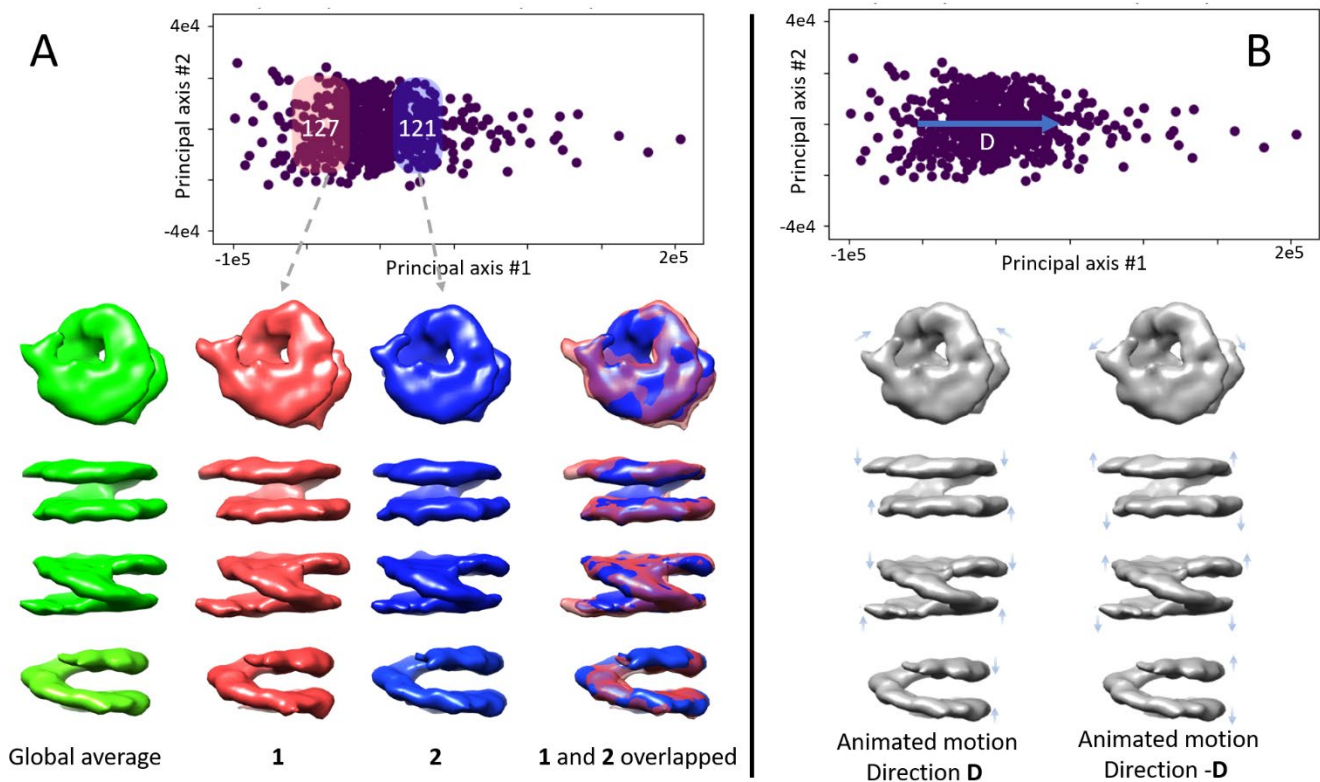 A
4e4
Principal axis #2
-4e4
127
121
-1e5
Principal axis #1
2e5
Global average
1
2
1 and 2 overlapped
B
4e4
Principal axis #2
-4e4
D
-1e5
Principal axis #1
2e5
Animated motion
Direction D
Animated motion
Direction -D